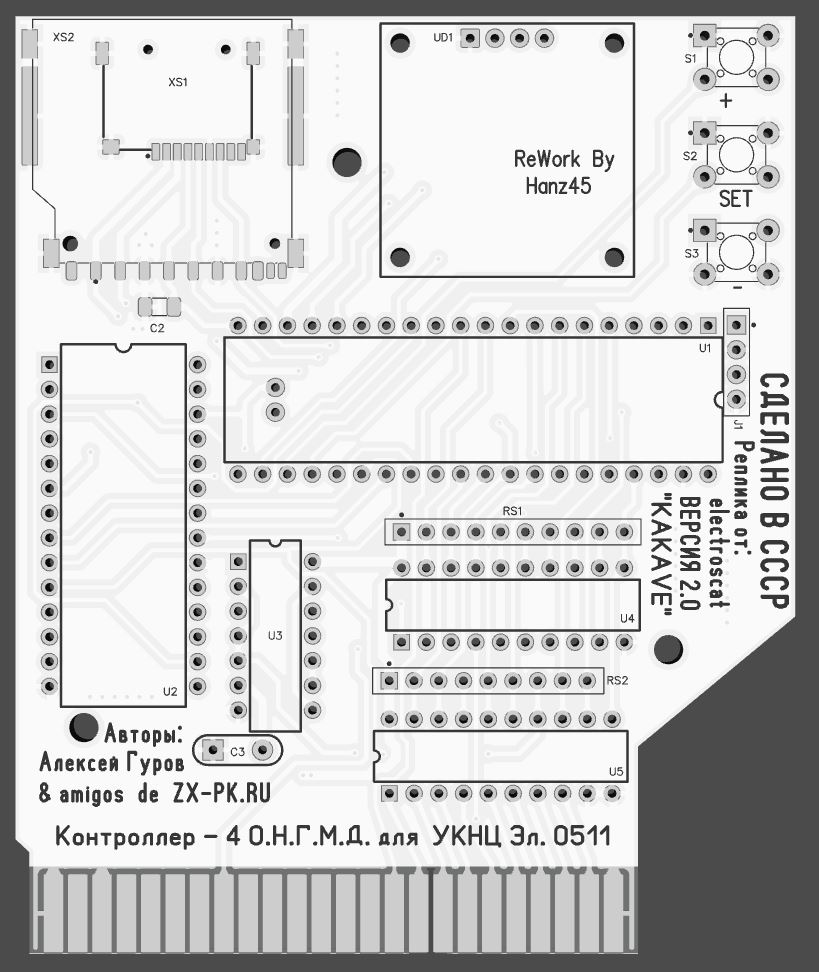 XS2
XS1
UD1
ReWork By
Hanz45
S1
+
S2
SET
S3
-
C2
U1
J1
СДЕЛАНО В СССР
Реплика от:
electroscat
ВЕРСИЯ 2.0
"KAKAVE"
RS1
U4
U3
U2
RS2
U5
C3
Авторы:
Алексей Гуров
& amigos de ZX-PK.RU
Контроллер - 4 О.Н.Г.М.Д. для УКНЦ Эл. 0511